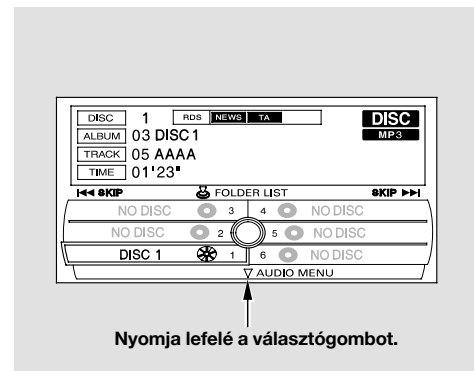 DISC 1 RDS NEWS TA DISC
ALBUM 03 DISC 1 MP3
TRACK 05 AAAA
TIME 01'23"
SKIP FOLDER LIST SKIP
NO DISC 3 4 NO DISC
NO DISC 2 5 NO DISC
DISC 1 1 6 NO DISC
AUDIO MENU
Nyomja lefelé a választógombot.